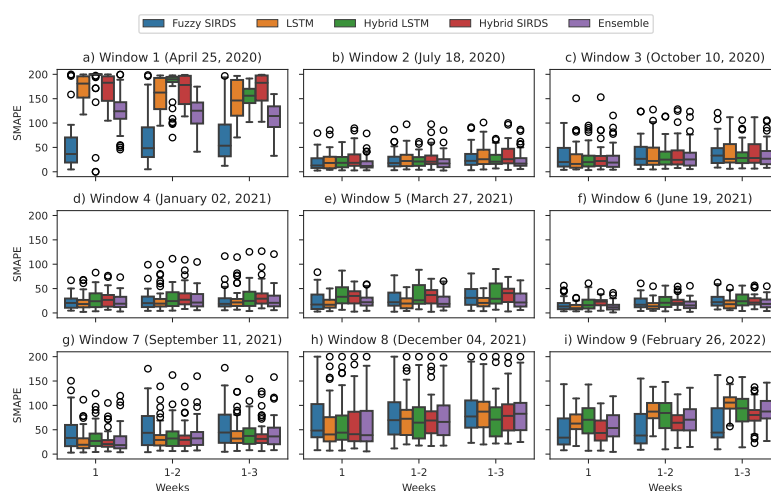 Fuzzy SIRDS LSTM Hybrid LSTM Hybrid SIRDS Ensemble
a) Window 1 (April 25, 2020)
b) Window 2 (July 18, 2020)
c) Window 3 (October 10, 2020)
200
150
100
50
0
SMAPE
d) Window 4 (January 02, 2021)
e) Window 5 (March 27, 2021)
f) Window 6 (June 19, 2021)
200
150
100
50
0
SMAPE
g) Window 7 (September 11, 2021)
h) Window 8 (December 04, 2021)
i) Window 9 (February 26, 2022)
200
150
100
50
0
SMAPE
1 1-2 1-3
Weeks
1 1-2 1-3
Weeks
1 1-2 1-3
Weeks